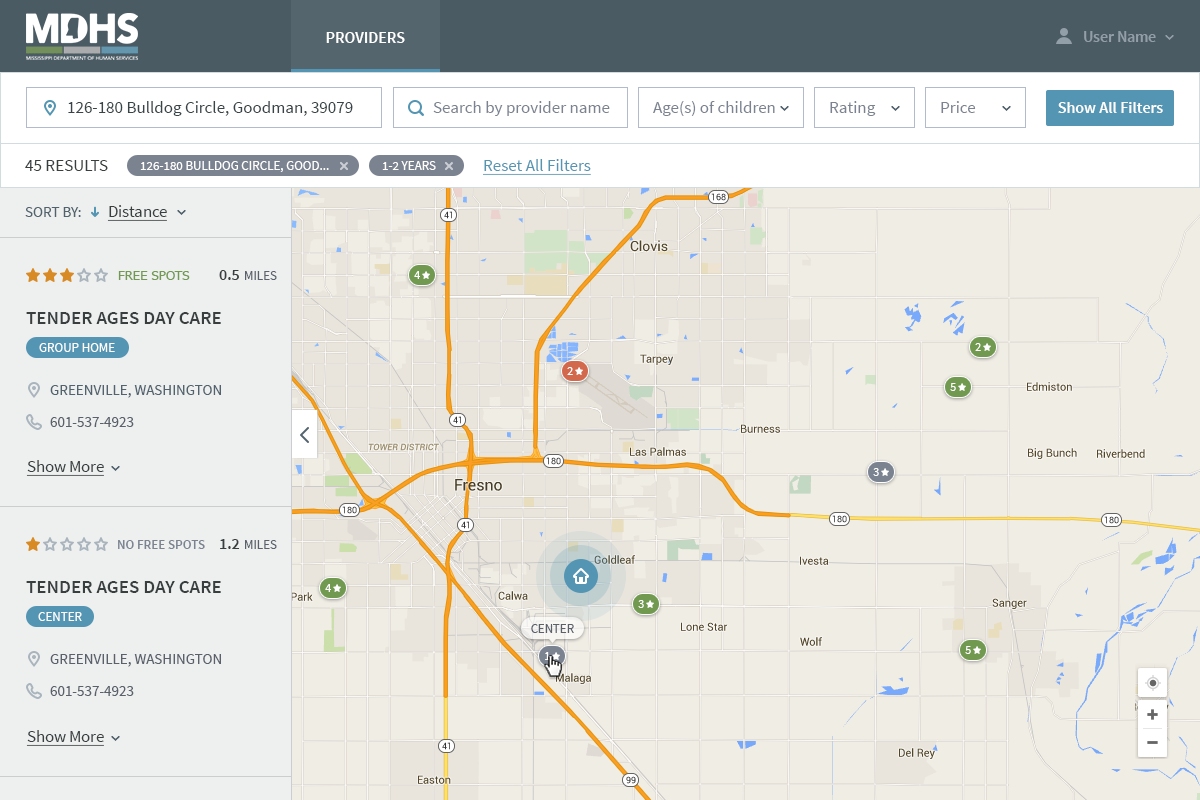 MDHS
MISSISSIPPI DEPARTMENT OF HUMAN SERVICES
PROVIDERS
User Name
126-180 Bulldog Circle, Goodman, 39079
Search by provider name
Age(s) of children
Rating
Price
Show All Filters
45 RESULTS
126-180 BULLDOG CIRCLE, GOOD...
1-2 YEARS
Reset All Filters
SORT BY: Distance
FREE SPOTS
0.5 MILES
TENDER AGES DAY CARE
GROUP HOME
GREENVILLE, WASHINGTON
601-537-4923
Show More
NO FREE SPOTS
1.2 MILES
TENDER AGES DAY CARE
CENTER
GREENVILLE, WASHINGTON
601-537-4923
Show More
168
41
Clovis
4
2
Tarpey
2
5
Edmiston
41
Burness
TOWER DISTRICT
Las Palmas
Big Bunch
Riverbend
180
3
Fresno
180
41
180
180
Goldleaf
Ivesta
4
Park
Calwa
3
Sanger
CENTER
Lone Star
Wolf
5
1
Malaga
41
Del Rey
Easton
99